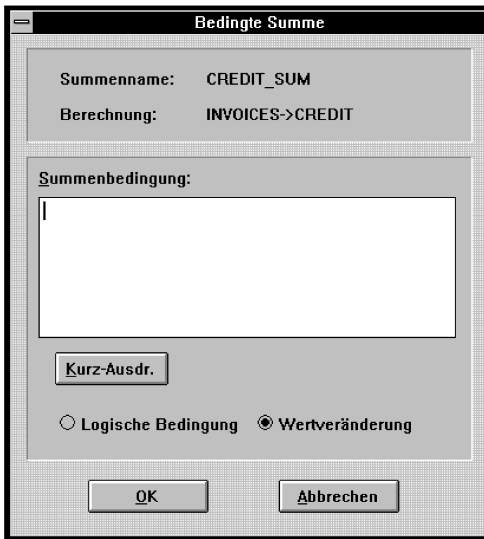 Bedingte Summe
Summenname: CREDIT_SUM
Berechnung: INVOICES->CREDIT
Summenbedingung:
Kurz-Ausdr.
Logische Bedingung Wertveränderung
OK Abbrechen